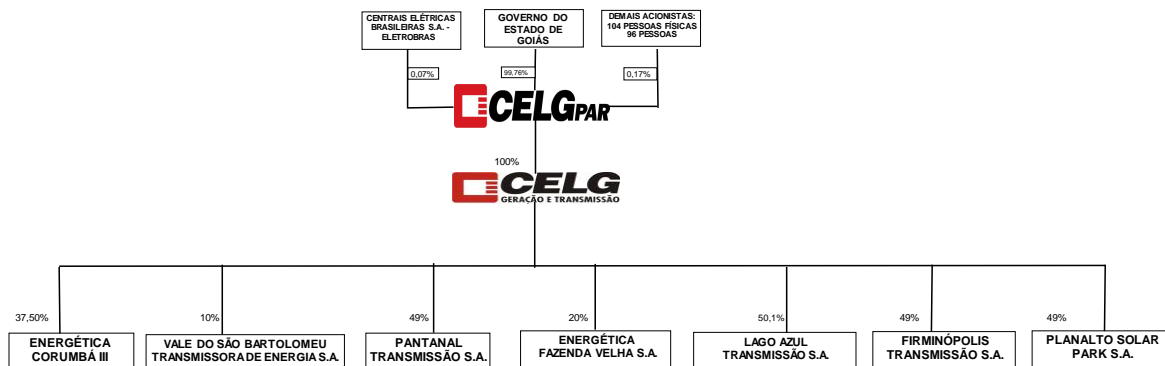 CENTRAIS ELÉTRICAS
BRASILEIRAS S.A. -
ELETROBRAS
GOVERNO DO
ESTADO DE
GOIÁS
DEMAIS ACIONISTAS:
104 PESSOAS FÍSICAS
96 PESSOAS
0,07%
99,76%
0,17%
CELGPAR
100%
CELG
GERAÇÃO E TRANSMISSÃO
37,50%
10%
49%
20%
50,1%
49%
49%
ENERGÉTICA
CORUMBÁ III
VALE DO SÃO BARTOLOMEU
TRANSMISSORA DE ENERGIA S.A.
PANTANAL
TRANSMISSÃO S.A.
ENERGÉTICA
FAZENDA VELHA S.A.
LAGO AZUL
TRANSMISSÃO S.A.
FIRMINÓPOLIS
TRANSMISSÃO S.A.
PLANALTO SOLAR
PARK S.A.